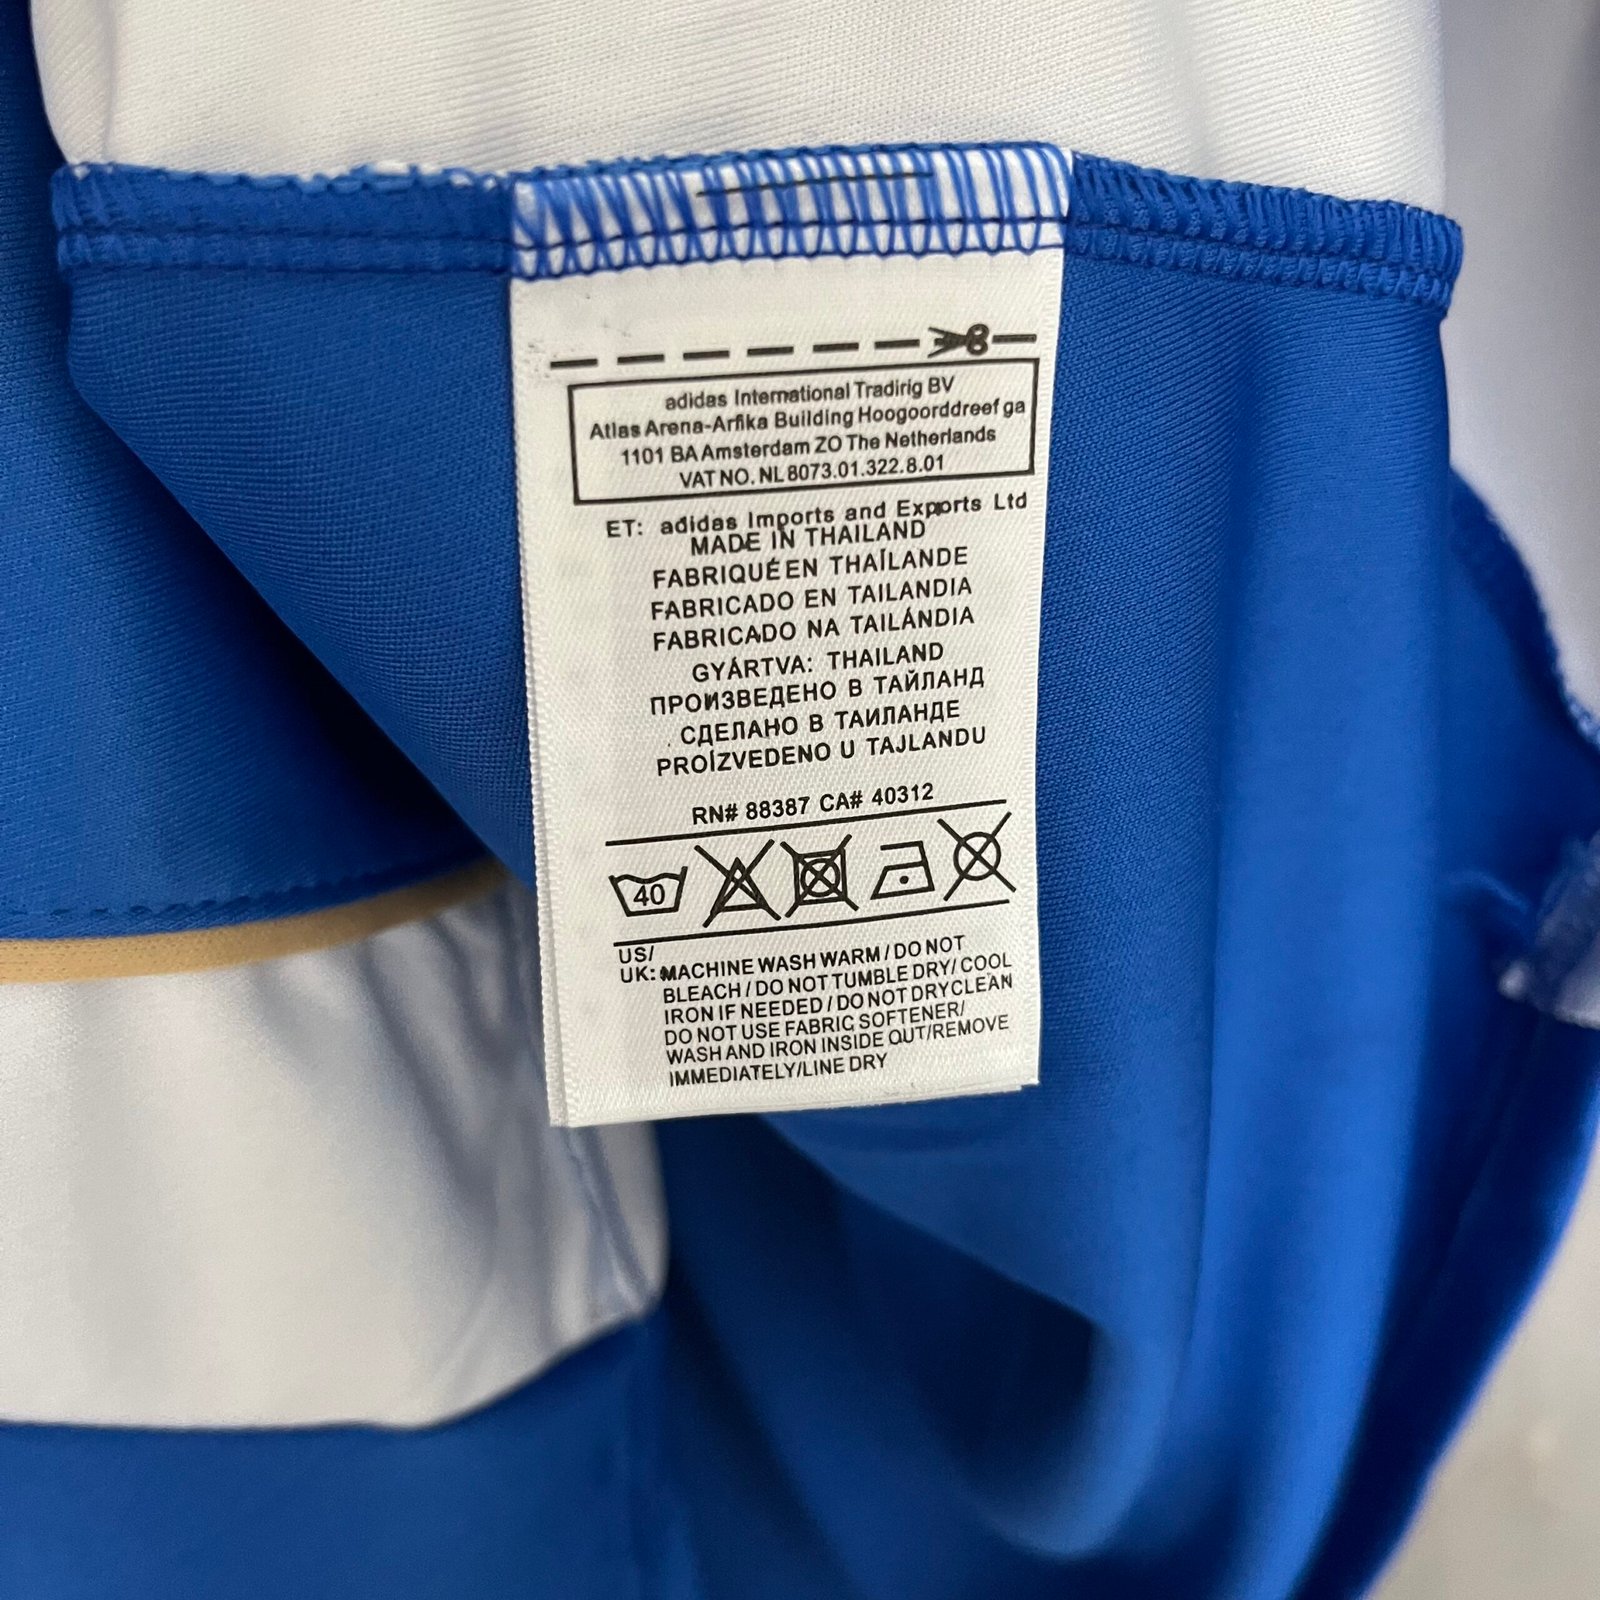 adidas International Tradirig BV
Atlas Arena-Arfika Building Hoogoorddreef ga
1101 BA Amsterdam ZO The Netherlands
VAT NO. NL 8073.01.322.8.01
ET: adidas Imports and Exports Ltd
MADE IN THAILAND
FABRIQUÉ EN THAÏLANDE
FABRICADO EN TAILANDIA
FABRICADO NA TAILÁNDIA
GYÁRTVA: THAILAND
ПРОИЗВЕДЕНО В ТАЙЛАНД
СДЕЛАНО В ТАИЛАНДЕ
PROÍZVEDENO U TAJLANDU
RN# 88387 CA# 40312
40
US/
UK: MACHINE WASH WARM / DO NOT
BLEACH / DO NOT TUMBLE DRY / COOL
IRON IF NEEDED / DO NOT DRYCLEAN
DO NOT USE FABRIC SOFTENER/
WASH AND IRON INSIDE OUT/REMOVE
IMMEDIATELY/LINE DRY